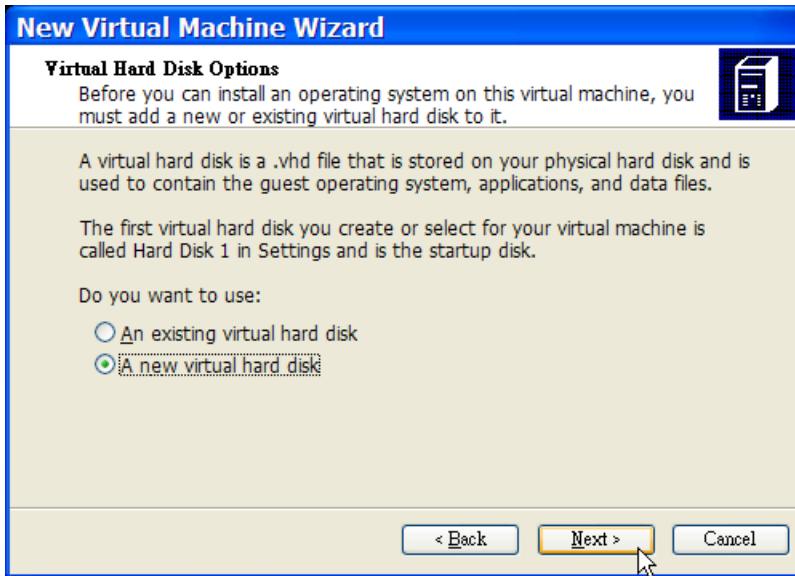 New Virtual Machine Wizard
Virtual Hard Disk Options
Before you can install an operating system on this virtual machine, you
must add a new or existing virtual hard disk to it.
A virtual hard disk is a .vhd file that is stored on your physical hard disk and is
used to contain the guest operating system, applications, and data files.
The first virtual hard disk you create or select for your virtual machine is
called Hard Disk 1 in Settings and is the startup disk.
Do you want to use:
An existing virtual hard disk
A new virtual hard disk
< Back Next > Cancel